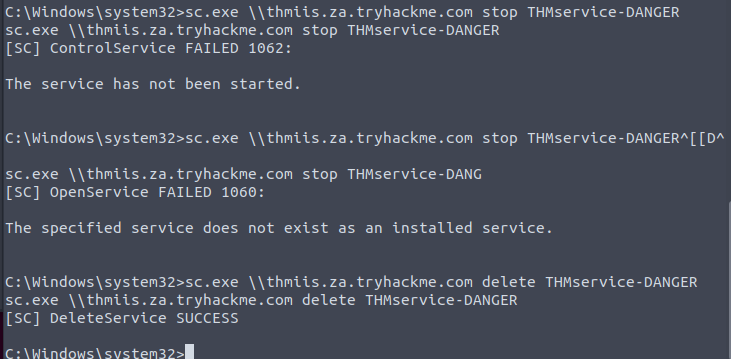 C:\Windows\system32>sc.exe \\thmiis.za.tryhackme.com stop THMservice-DANGER
sc.exe \\thmiis.za.tryhackme.com stop THMservice-DANGER
[SC] ControlService FAILED 1062:
The service has not been started.
C:\Windows\system32>sc.exe \\thmiis.za.tryhackme.com stop THMservice-DANGER^[[D^
sc.exe \\thmiis.za.tryhackme.com stop THMservice-DANG
[SC] OpenService FAILED 1060:
The specified service does not exist as an installed service.
C:\Windows\system32>sc.exe \\thmiis.za.tryhackme.com delete THMservice-DANGER
sc.exe \\thmiis.za.tryhackme.com delete THMservice-DANGER
[SC] DeleteService SUCCESS
C:\Windows\system32>